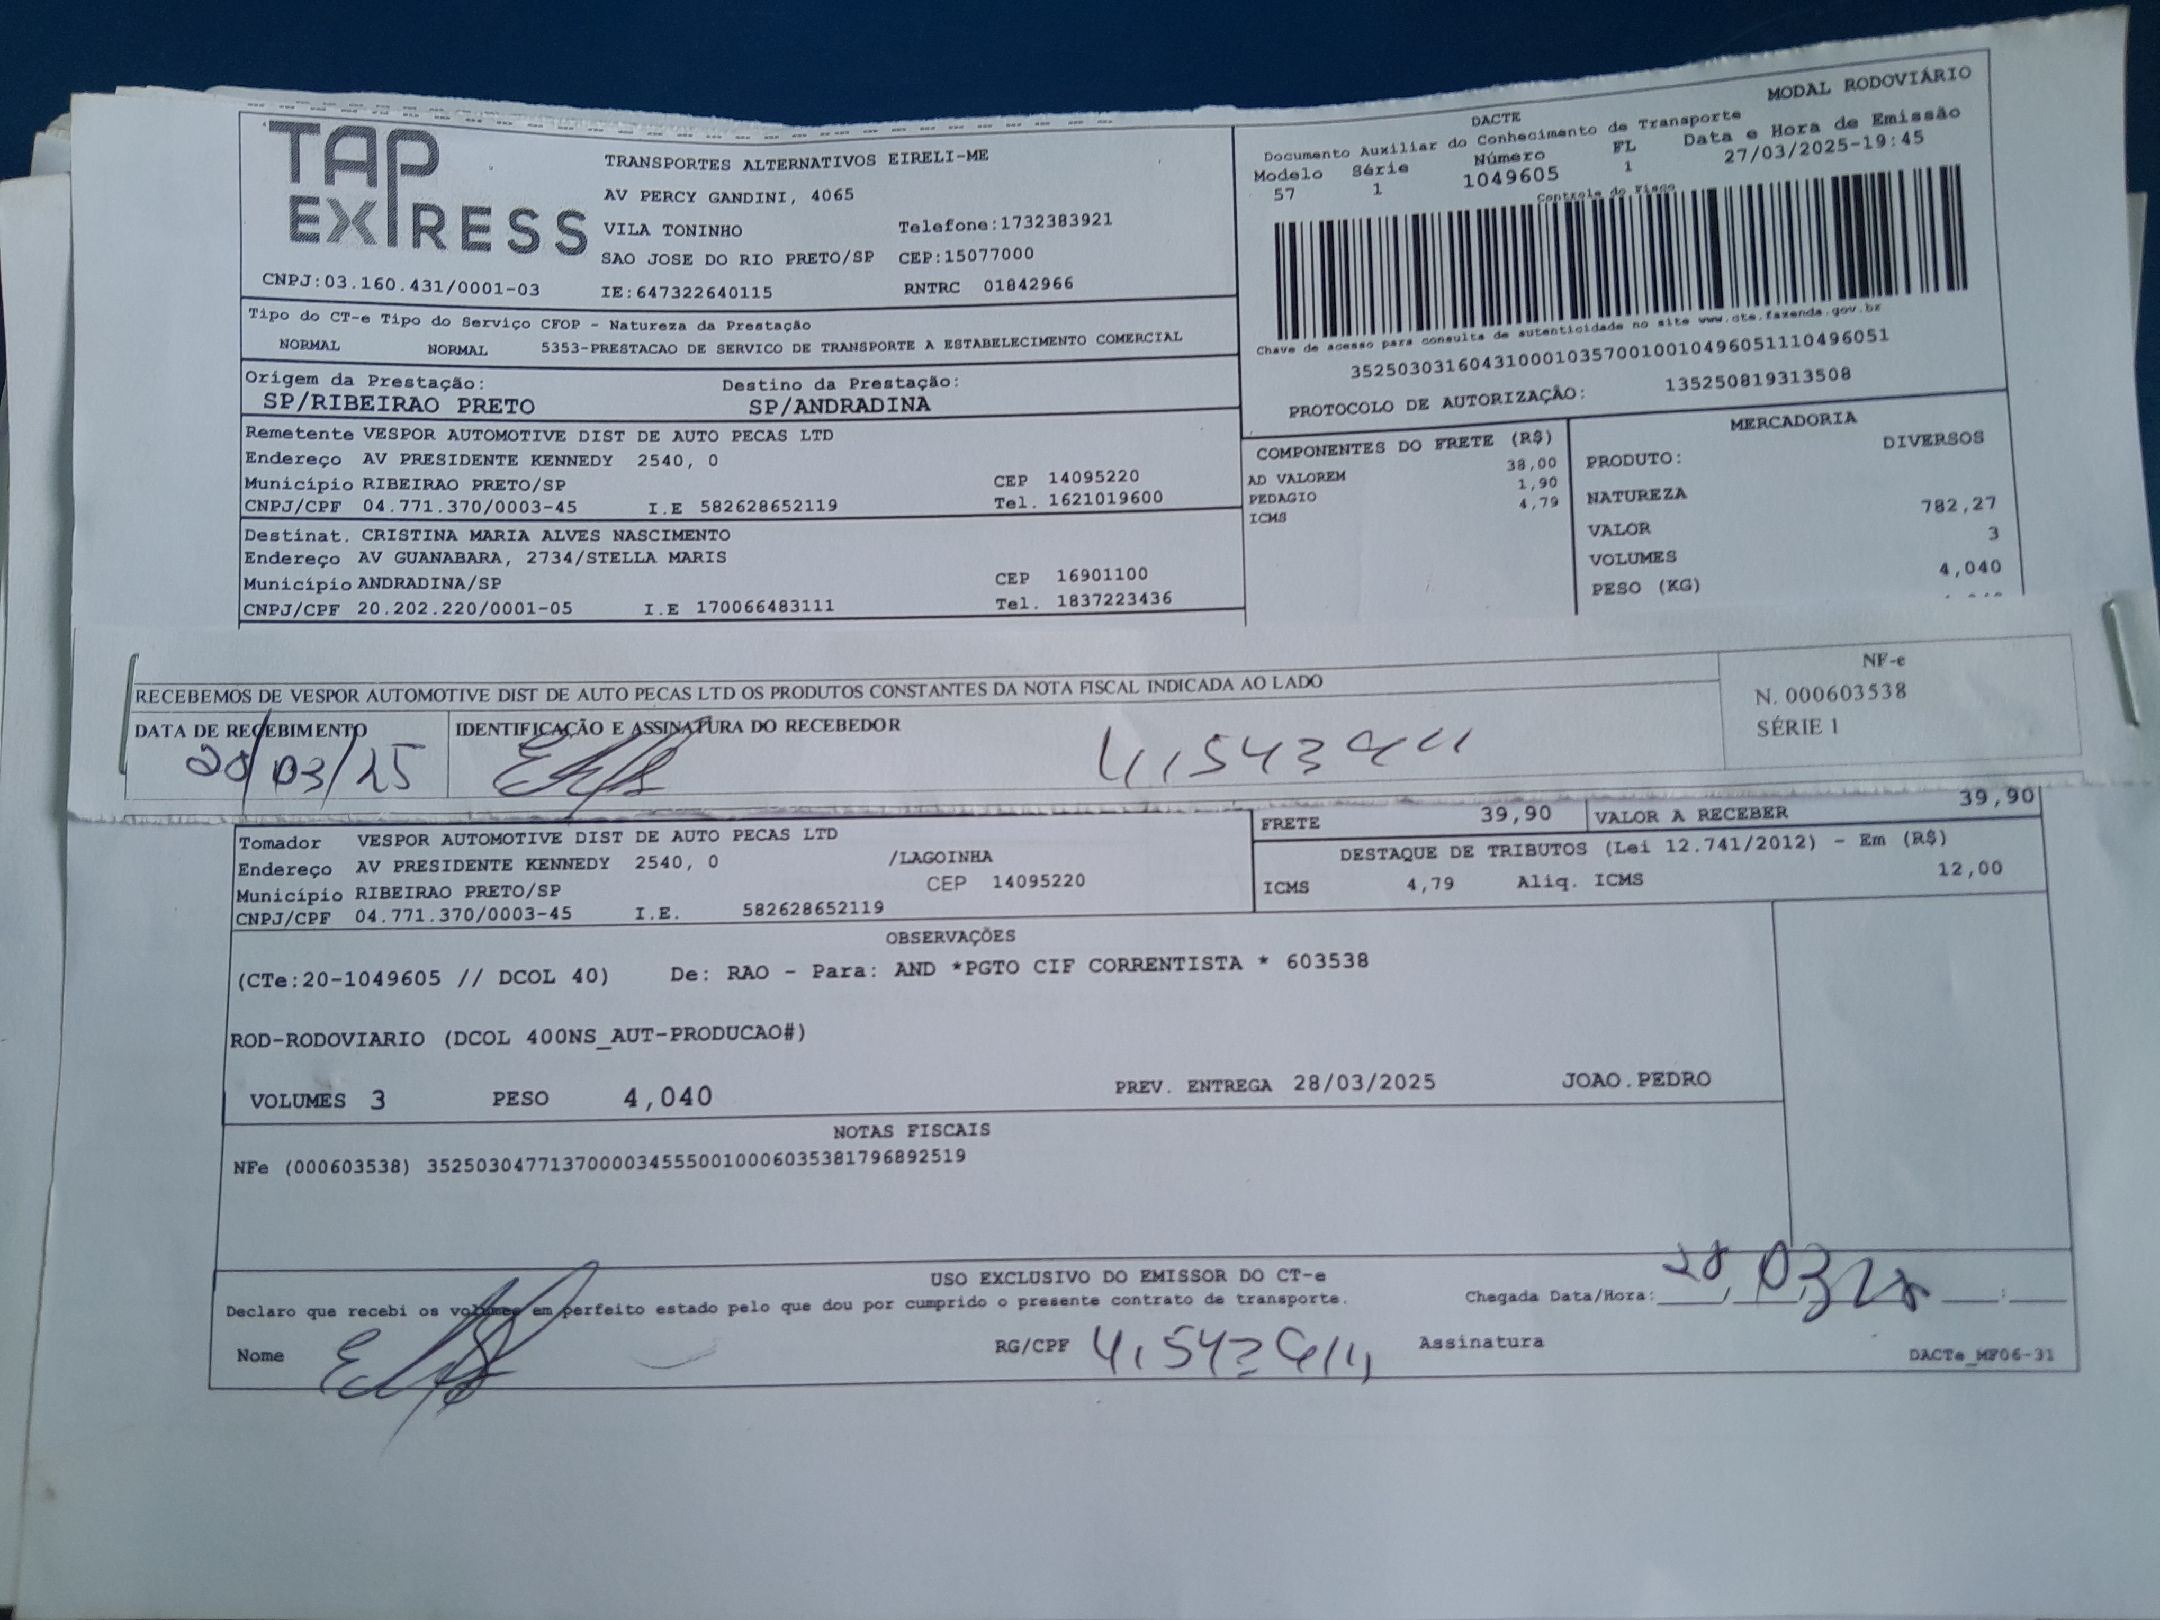 TAP EXPRESS
TRANSPORTES ALTERNATIVOS EIRELI-ME
AV PERCY GANDINI, 4065
VILA TONINHO Telefone:1732383921
SAO JOSE DO RIO PRETO/SP CEP:15077000
CNPJ:03.160.431/0001-03 IE:647322640115 RNTRC 01842966
MODAL RODOVIÁRIO
DACTE
Documento Auxiliar do Conhecimento de Transporte
Modelo Série Número FL Data e Hora de Emissão
57 1 1049605 1 27/03/2025-19:45
Controle do Fisco
Chave de acesso para consulta de autenticidade no site www.cte.fazenda.gov.br
35250303160431000103570010010496051110496051
PROTOCOLO DE AUTORIZAÇÃO: 135250819313508
Tipo do CT-e Tipo do Serviço CFOP - Natureza da Prestação
NORMAL NORMAL 5353-PRESTACAO DE SERVICO DE TRANSPORTE A ESTABELECIMENTO COMERCIAL
Origem da Prestação: Destino da Prestação:
SP/RIBEIRAO PRETO SP/ANDRADINA
Remetente VESPOR AUTOMOTIVE DIST DE AUTO PECAS LTD
Endereço AV PRESIDENTE KENNEDY 2540, 0
Município RIBEIRAO PRETO/SP CEP 14095220
CNPJ/CPF 04.771.370/0003-45 I.E 582628652119 Tel. 1621019600
Destinat. CRISTINA MARIA ALVES NASCIMENTO
Endereço AV GUANABARA, 2734/STELLA MARIS
Município ANDRADINA/SP CEP 16901100
CNPJ/CPF 20.202.220/0001-05 I.E 170066483111 Tel. 1837223436
COMPONENTES DO FRETE (R$)
38,00
AD VALOREM 1,90
PEDAGIO 4,79
ICMS
MERCADORIA
PRODUTO: DIVERSOS
NATUREZA
VALOR 782,27
VOLUMES 3
PESO (KG) 4,040
RECEBEMOS DE VESPOR AUTOMOTIVE DIST DE AUTO PECAS LTD OS PRODUTOS CONSTANTES DA NOTA FISCAL INDICADA AO LADO
NF-e
N. 000603538
SÉRIE 1
DATA DE RECEBIMENTO IDENTIFICAÇÃO E ASSINATURA DO RECEBEDOR
28/03/25
Tomador VESPOR AUTOMOTIVE DIST DE AUTO PECAS LTD
Endereço AV PRESIDENTE KENNEDY 2540, 0 /LAGOINHA
Município RIBEIRAO PRETO/SP CEP 14095220
CNPJ/CPF 04.771.370/0003-45 I.E. 582628652119
FRETE 39,90 VALOR A RECEBER 39,90
DESTAQUE DE TRIBUTOS (Lei 12.741/2012) - Em (R$)
ICMS 4,79 Aliq. ICMS 12,00
OBSERVAÇÕES
(CTe:20-1049605 // DCOL 40) De: RAO - Para: AND *PGTO CIF CORRENTISTA * 603538
ROD-RODOVIARIO (DCOL 400NS_AUT-PRODUCAO#)
VOLUMES 3 PESO 4,040 PREV. ENTREGA 28/03/2025 JOAO.PEDRO
NOTAS FISCAIS
NFe (000603538) 35250304771370000345550010006035381796892519
USO EXCLUSIVO DO EMISSOR DO CT-e
Declaro que recebi os volumes em perfeito estado pelo que dou por cumprido o presente contrato de transporte. Chegada Data/Hora: 28/03/25
Nome RG/CPF Assinatura
DACTe_MF06-31